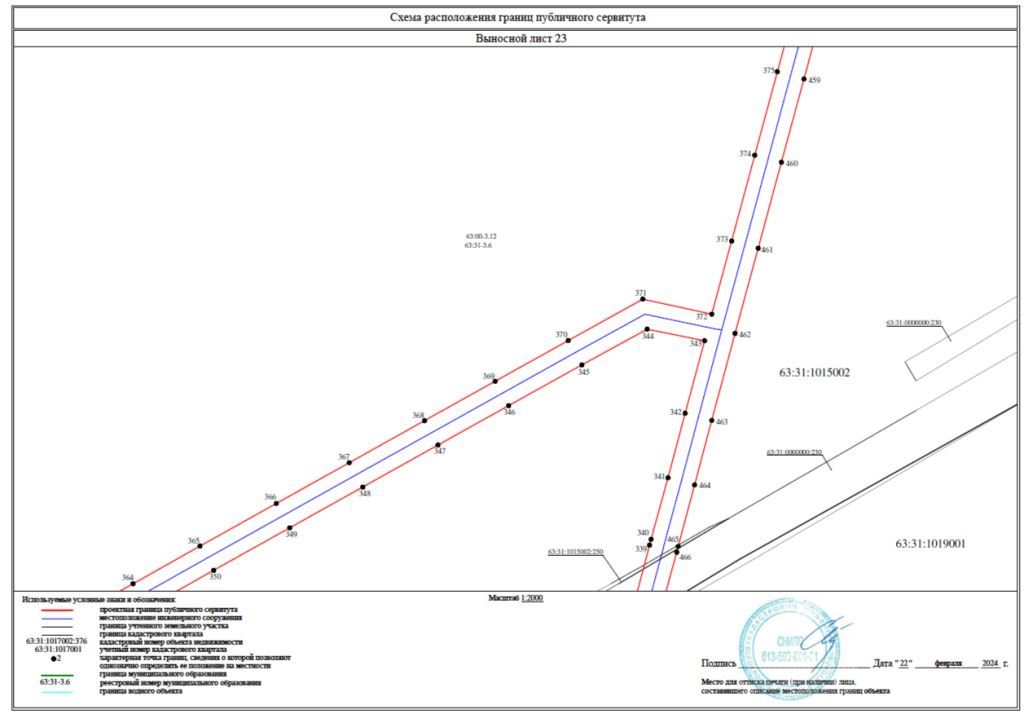 Схема расположения границ публичного сервитута
Выносной лист 23
375
459
374
460
373
461
63:00-3.12
63:31-3.6
371
372
63:31:0000000:230
370
344
343
462
345
63:31:1015002
369
346
342
368
463
367
347
63:31:0000000:230
341
366
348
464
365
349
340
465
339
466
63:31:1015002:250
63:31:1019001
364
350
Масштаб 1:2000
Используемые условные знаки и обозначения:
проектная граница публичного сервитута
местоположение инженерного сооружения
граница учтенного земельного участка
граница кадастрового квартала
63:31:1017002:376 кадастровый номер объекта недвижимости
63:31:1017001 учетный номер кадастрового квартала
2 характерная точка границ, сведения о которой позволяют
однозначно определить ее положение на местности
граница муниципального образования
63:31-3.6 реестровый номер муниципального образования
граница водного объекта
СНИЛС
Подпись Дата "22" февраля 2024 г.
Место для оттиска печати (при наличии) лица,
составившего описание местоположения границ объекта